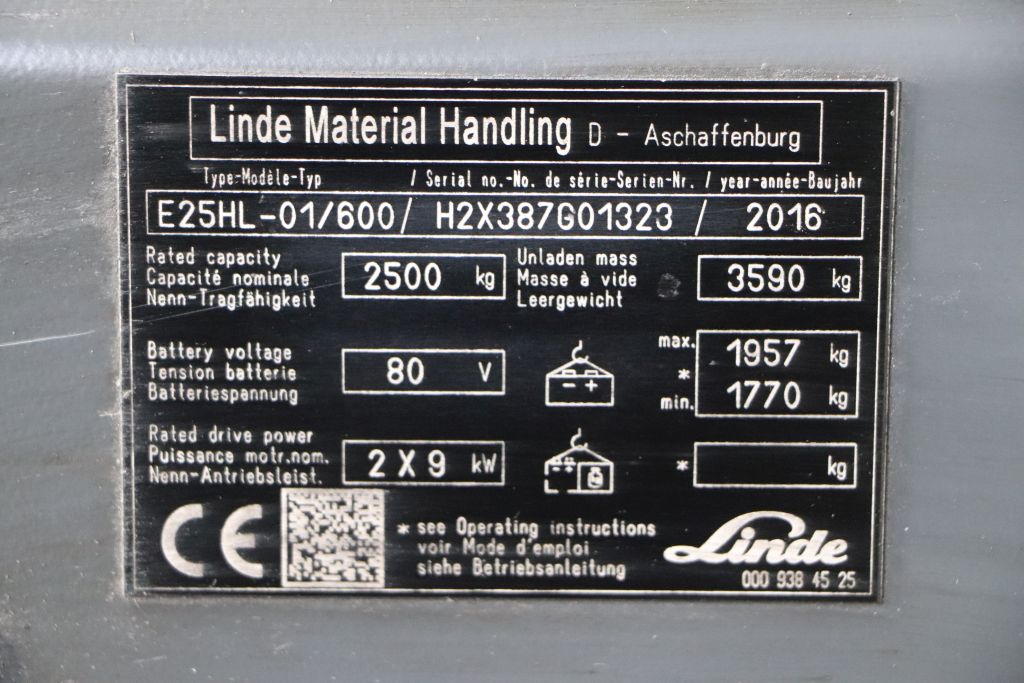 Linde Material Handling D - Aschaffenburg
Type-Modèle-Typ / Serial no.-No. de série-Serien-Nr. / year-année-Baujahr
E25HL-01/600/ H2X387G01323 / 2016
Rated capacity
Capacité nominale
Nenn-Tragfähigkeit
2500 kg
Unladen mass
Masse à vide
Leergewicht
3590 kg
Battery voltage
Tension batterie
Batteriespannung
80 V
- +
max. 1957 kg
*
min. 1770 kg
Rated drive power
Puissance motr.nom.
Nenn-Antriebsleist.
2 X 9 kW
* kg
CE
* see Operating instructions
voir Mode d'emploi
siehe Betriebsanleitung
Linde
000 938 45 25